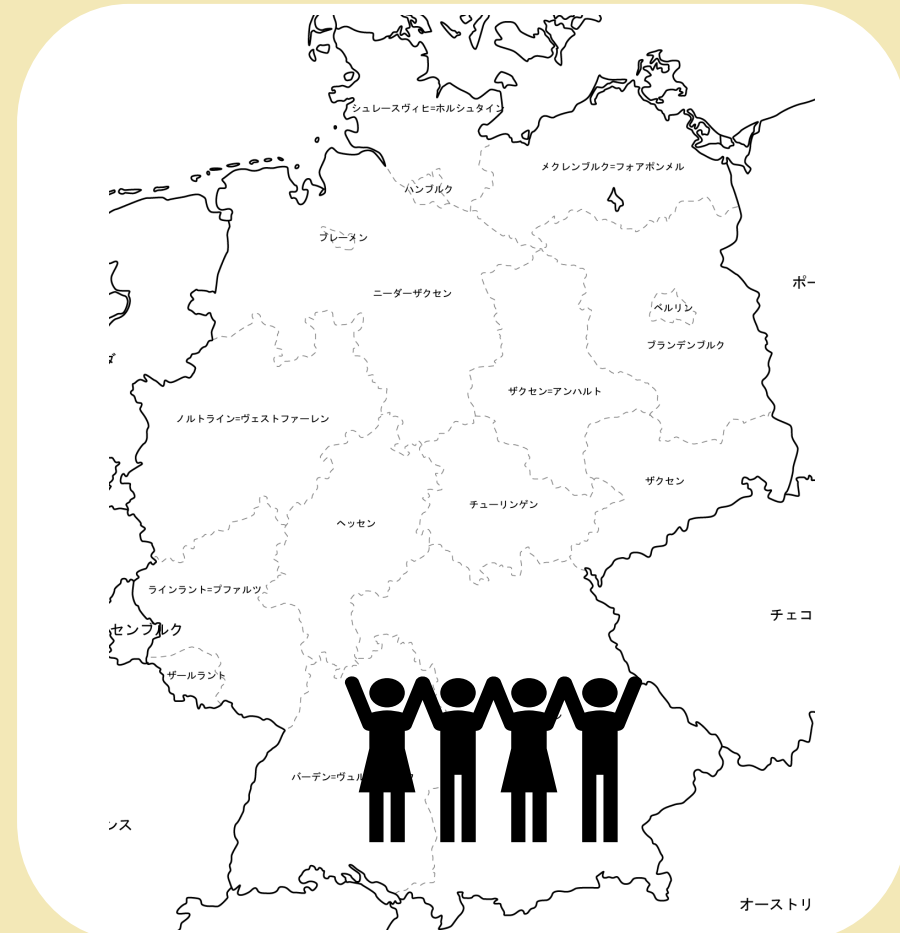 シュレースヴィヒ=ホルシュタイン
メクレンブルク=フォアポンメル
ハンブルク
ブレーメン
ポー
ニーダーザクセン
ベルリン
ブランデンブルク
ダ
ザクセン=アンハルト
ノルトライン=ヴェストファーレン
ザクセン
チューリンゲン
ヘッセン
ラインラント=プファルツ
チェコ
センブルク
ザールラント
バーデン=ヴュル
ンス
オーストリ